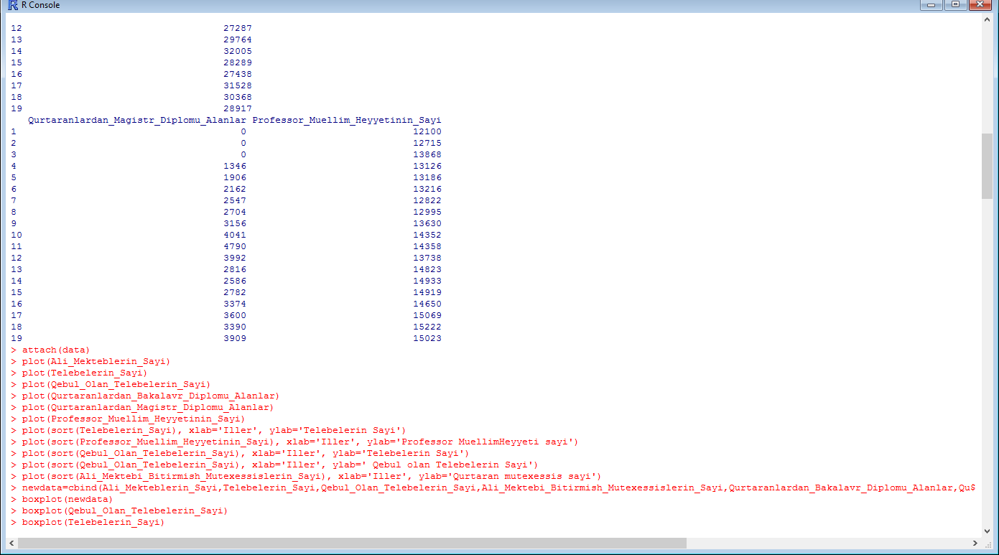 R Console
12 27287
13 29764
14 32005
15 28289
16 27438
17 31528
18 30368
19 28917
Qurtaranlardan_Magistr_Diplomu_Alanlar Professor_Muellim_Heyyetinin_Sayi
1 0 12100
2 0 12715
3 0 13868
4 1346 13126
5 1906 13186
6 2162 13216
7 2547 12822
8 2704 12995
9 3156 13630
10 4041 14352
11 4790 14358
12 3992 13738
13 2816 14823
14 2586 14933
15 2782 14919
16 3374 14650
17 3600 15069
18 3390 15222
19 3909 15023
> attach(data)
> plot(Ali_Mekteblerin_Sayi)
> plot(Telebelerin_Sayi)
> plot(Qebul_Olan_Telebelerin_Sayi)
> plot(Qurtaranlardan_Bakalavr_Diplomu_Alanlar)
> plot(Qurtaranlardan_Magistr_Diplomu_Alanlar)
> plot(Professor_Muellim_Heyyetinin_Sayi)
> plot(sort(Telebelerin_Sayi), xlab='Iller', ylab='Telebelerin Sayi')
> plot(sort(Professor_Muellim_Heyyetinin_Sayi), xlab='Iller', ylab='Professor MuellimHeyyeti sayi')
> plot(sort(Qebul_Olan_Telebelerin_Sayi), xlab='Iller', ylab='Telebelerin Sayi')
> plot(sort(Qebul_Olan_Telebelerin_Sayi), xlab='Iller', ylab=' Qebul olan Telebelerin Sayi')
> plot(sort(Ali_Mektebi_Bitirmish_Mutexessislerin_Sayi), xlab='Iller', ylab='Qurtaran mutexessis sayi')
> newdata=cbind(Ali_Mekteblerin_Sayi,Telebelerin_Sayi,Qebul_Olan_Telebelerin_Sayi,Ali_Mektebi_Bitirmish_Mutexessislerin_Sayi,Qurtaranlardan_Bakalavr_Diplomu_Alanlar,Qu$
> boxplot(newdata)
> boxplot(Qebul_Olan_Telebelerin_Sayi)
> boxplot(Telebelerin_Sayi)